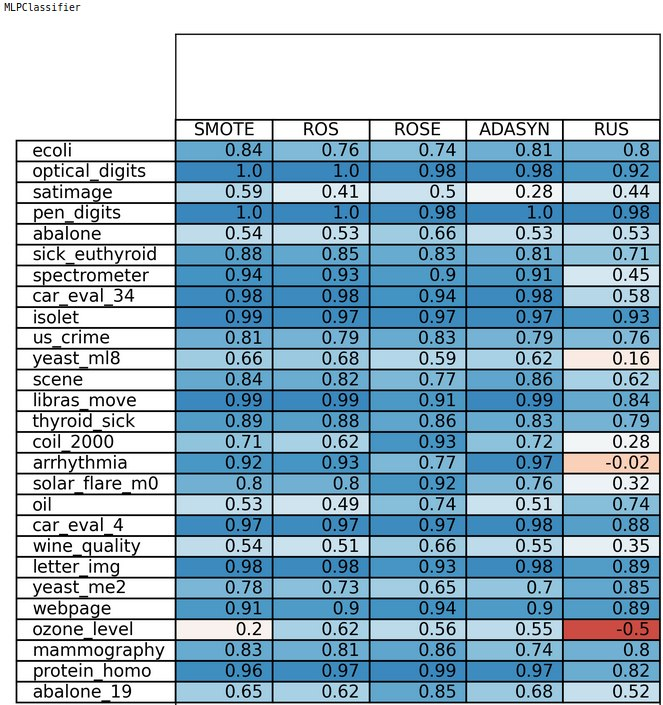 MLPClassifier
SMOTE ROS ROSE ADASYN RUS
ecoli 0.84 0.76 0.74 0.81 0.8
optical_digits 1.0 1.0 0.98 0.98 0.92
satimage 0.59 0.41 0.5 0.28 0.44
pen_digits 1.0 1.0 0.98 1.0 0.98
abalone 0.54 0.53 0.66 0.53 0.53
sick_euthyroid 0.88 0.85 0.83 0.81 0.71
spectrometer 0.94 0.93 0.9 0.91 0.45
car_eval_34 0.98 0.98 0.94 0.98 0.58
isolet 0.99 0.97 0.97 0.97 0.93
us_crime 0.81 0.79 0.83 0.79 0.76
yeast_ml8 0.66 0.68 0.59 0.62 0.16
scene 0.84 0.82 0.77 0.86 0.62
libras_move 0.99 0.99 0.91 0.99 0.84
thyroid_sick 0.89 0.88 0.86 0.83 0.79
coil_2000 0.71 0.62 0.93 0.72 0.28
arrhythmia 0.92 0.93 0.77 0.97 -0.02
solar_flare_m0 0.8 0.8 0.92 0.76 0.32
oil 0.53 0.49 0.74 0.51 0.74
car_eval_4 0.97 0.97 0.97 0.98 0.88
wine_quality 0.54 0.51 0.66 0.55 0.35
letter_img 0.98 0.98 0.93 0.98 0.89
yeast_me2 0.78 0.73 0.65 0.7 0.85
webpage 0.91 0.9 0.94 0.9 0.89
ozone_level 0.2 0.62 0.56 0.55 -0.5
mammography 0.83 0.81 0.86 0.74 0.8
protein_homo 0.96 0.97 0.99 0.97 0.82
abalone_19 0.65 0.62 0.85 0.68 0.52